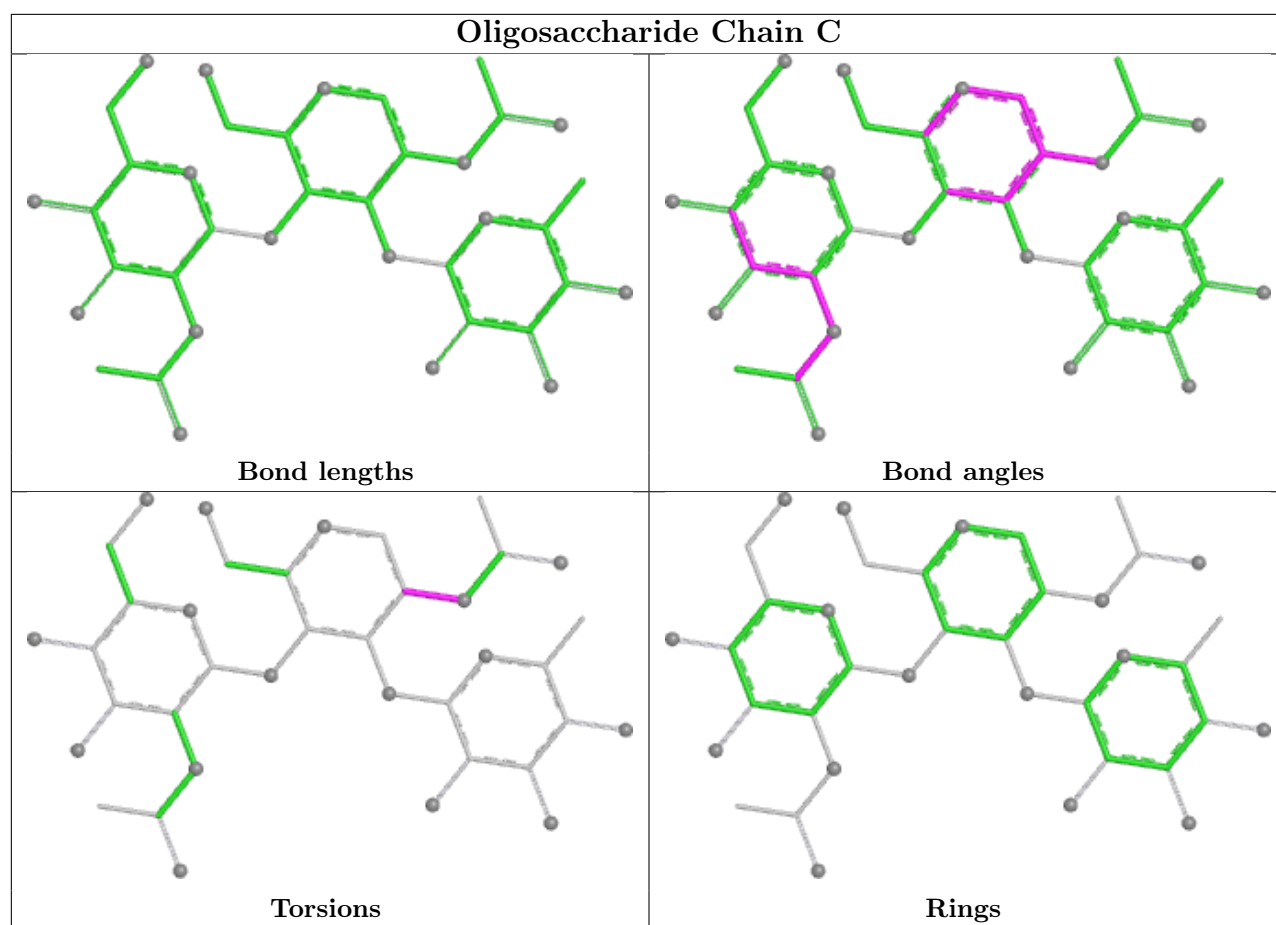 Oligosaccharide Chain C
Bond lengths
Bond angles
Torsions
Rings